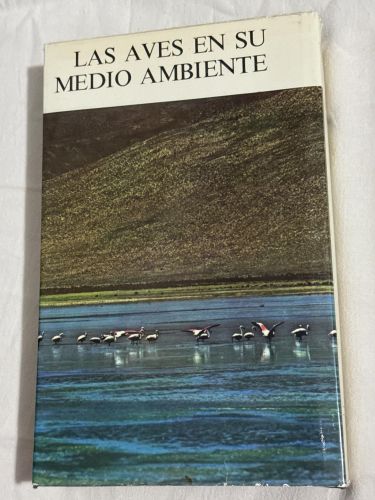 LAS AVES EN SU
MEDIO AMBIENTE